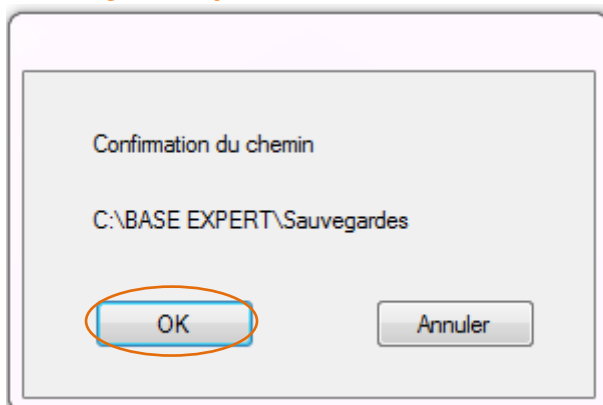 Confirmation du chemin
C:\BASE EXPERT\Sauvegardes
OK
Annuler